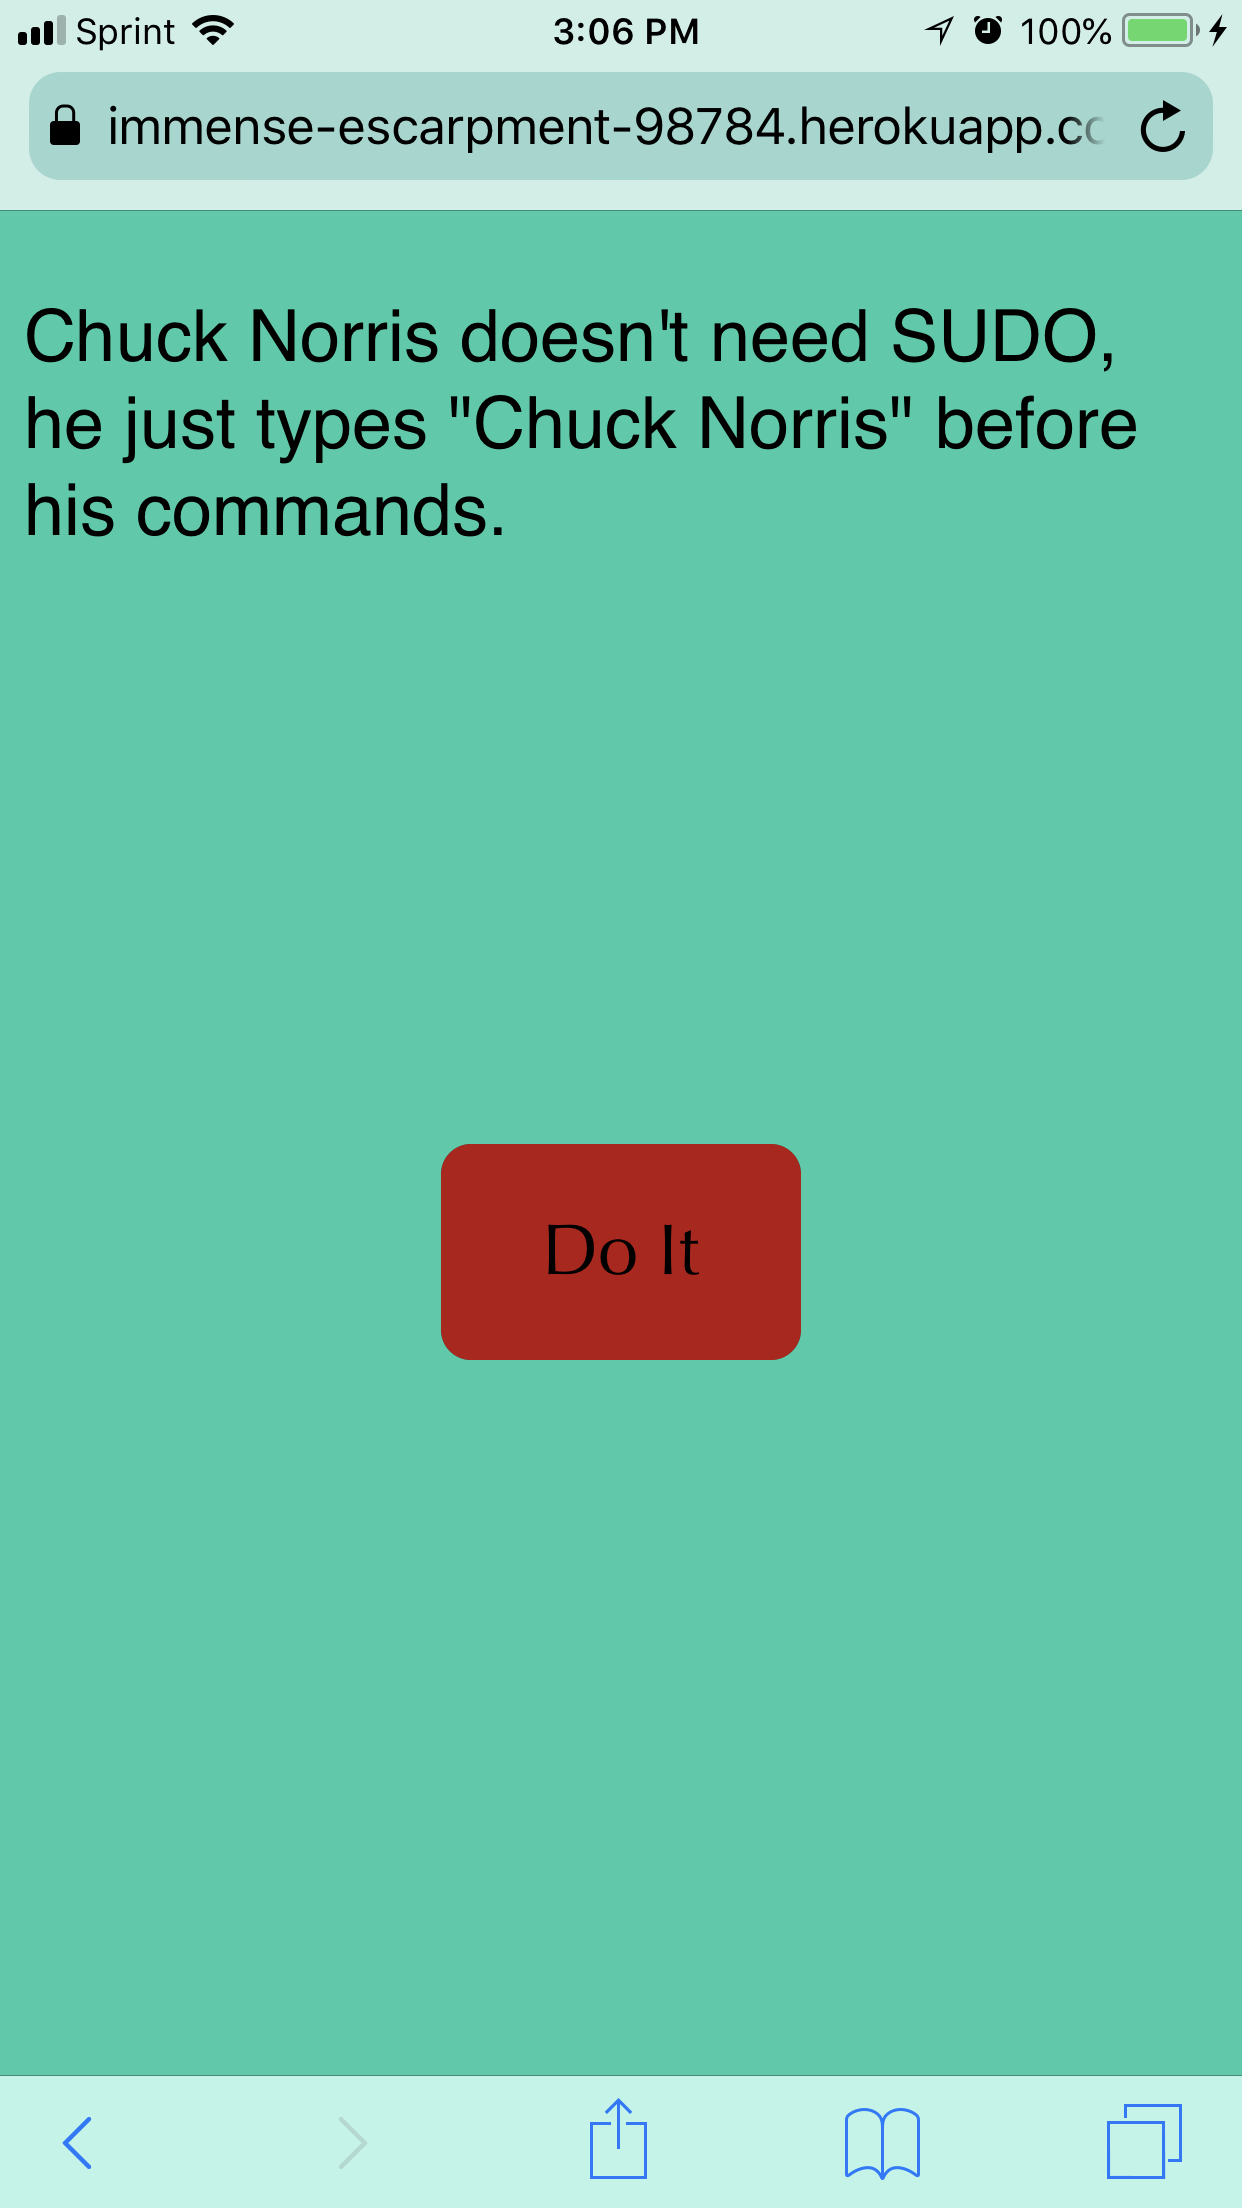 Sprint 3:06 PM 100%
immense-escarpment-98784.herokuapp.cc
Chuck Norris doesn't need SUDO,
he just types "Chuck Norris" before
his commands.
Do It